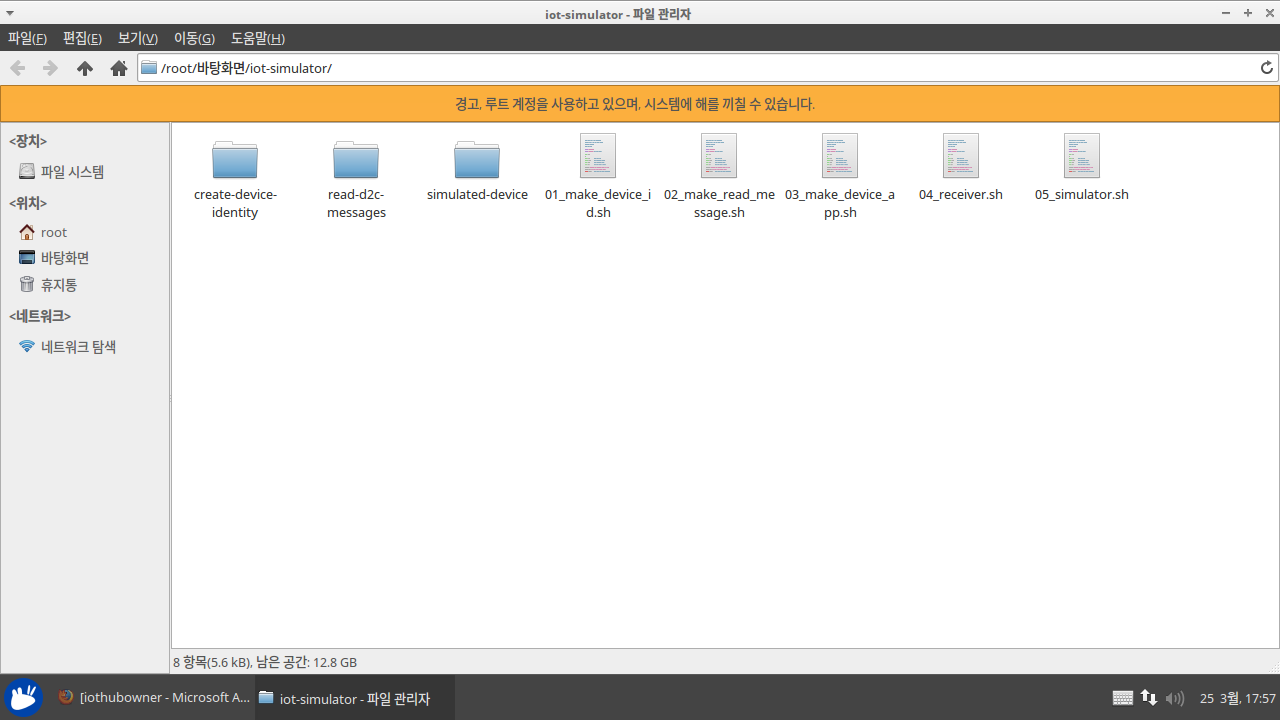 iot-simulator - 파일 관리자
파일(F) 편집(E) 보기(V) 이동(G) 도움말(H)
/root/바탕화면/iot-simulator/
경고, 루트 계정을 사용하고 있으며, 시스템에 해를 끼칠 수 있습니다.
<장치>
파일 시스템
<위치>
root
바탕화면
휴지통
<네트워크>
네트워크 탐색
create-device-
identity
read-d2c-
messages
simulated-device
01_make_device_i
d.sh
02_make_read_me
ssage.sh
03_make_device_a
pp.sh
04_receiver.sh
05_simulator.sh
8 항목(5.6 kB), 남은 공간: 12.8 GB
[iothubowner - Microsoft A...
iot-simulator - 파일 관리자
25 3월, 17:57